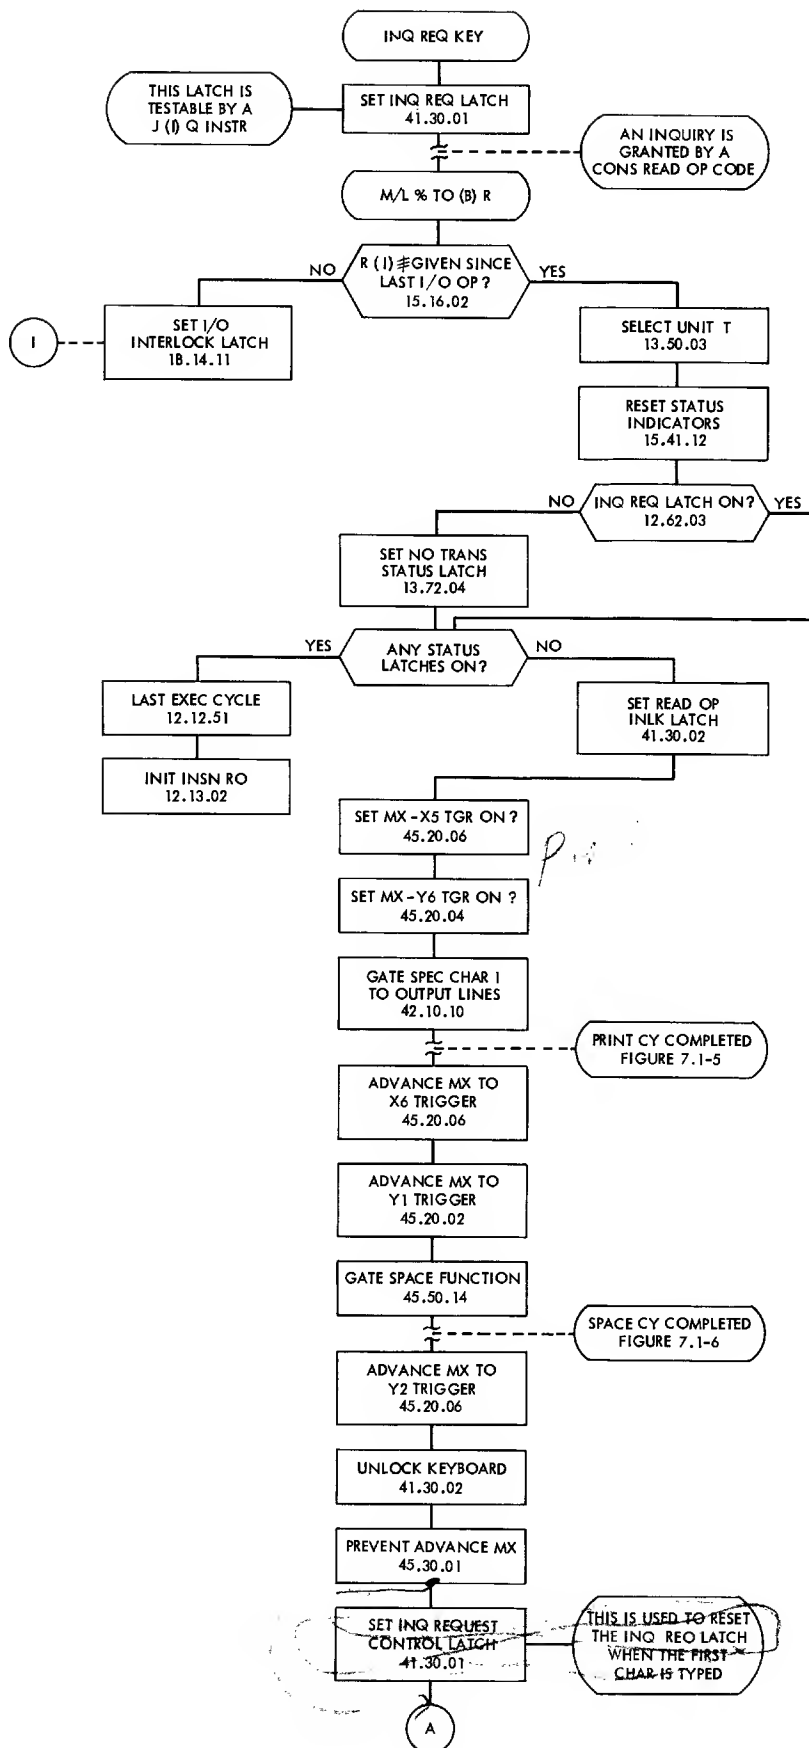 INQ REQ KEY
THIS LATCH IS
TESTABLE BY A
J (I) Q INSTR
SET INQ REQ LATCH
41.30.01
AN INQUIRY IS
GRANTED BY A
CONS READ OP CODE
M/L % TO (B) R
R (I) ≢ GIVEN SINCE
LAST I/O OP?
15.16.02
NO
YES
SET I/O
INTERLOCK LATCH
1B.14.11
I
SELECT UNIT T
13.50.03
RESET STATUS
INDICATORS
15.41.12
INQ REQ LATCH ON?
12.62.03
NO
YES
SET NO TRANS
STATUS LATCH
13.72.04
ANY STATUS
LATCHES ON?
YES
NO
LAST EXEC CYCLE
12.12.51
INIT INSN RO
12.13.02
SET READ OP
INLK LATCH
41.30.02
SET MX-X5 TGR ON?
45.20.06
SET MX-Y6 TGR ON?
45.20.04
GATE SPEC CHAR I
TO OUTPUT LINES
42.10.10
PRINT CY COMPLETED
FIGURE 7.1-5
ADVANCE MX TO
X6 TRIGGER
45.20.06
ADVANCE MX TO
Y1 TRIGGER
45.20.02
GATE SPACE FUNCTION
45.50.14
SPACE CY COMPLETED
FIGURE 7.1-6
ADVANCE MX TO
Y2 TRIGGER
45.20.06
UNLOCK KEYBOARD
41.30.02
PREVENT ADVANCE MX
45.30.01
SET INQ REQUEST
CONTROL LATCH
41.30.01
THIS IS USED TO RESET
THE INQ REQ LATCH
WHEN THE FIRST
CHAR IS TYPED
A